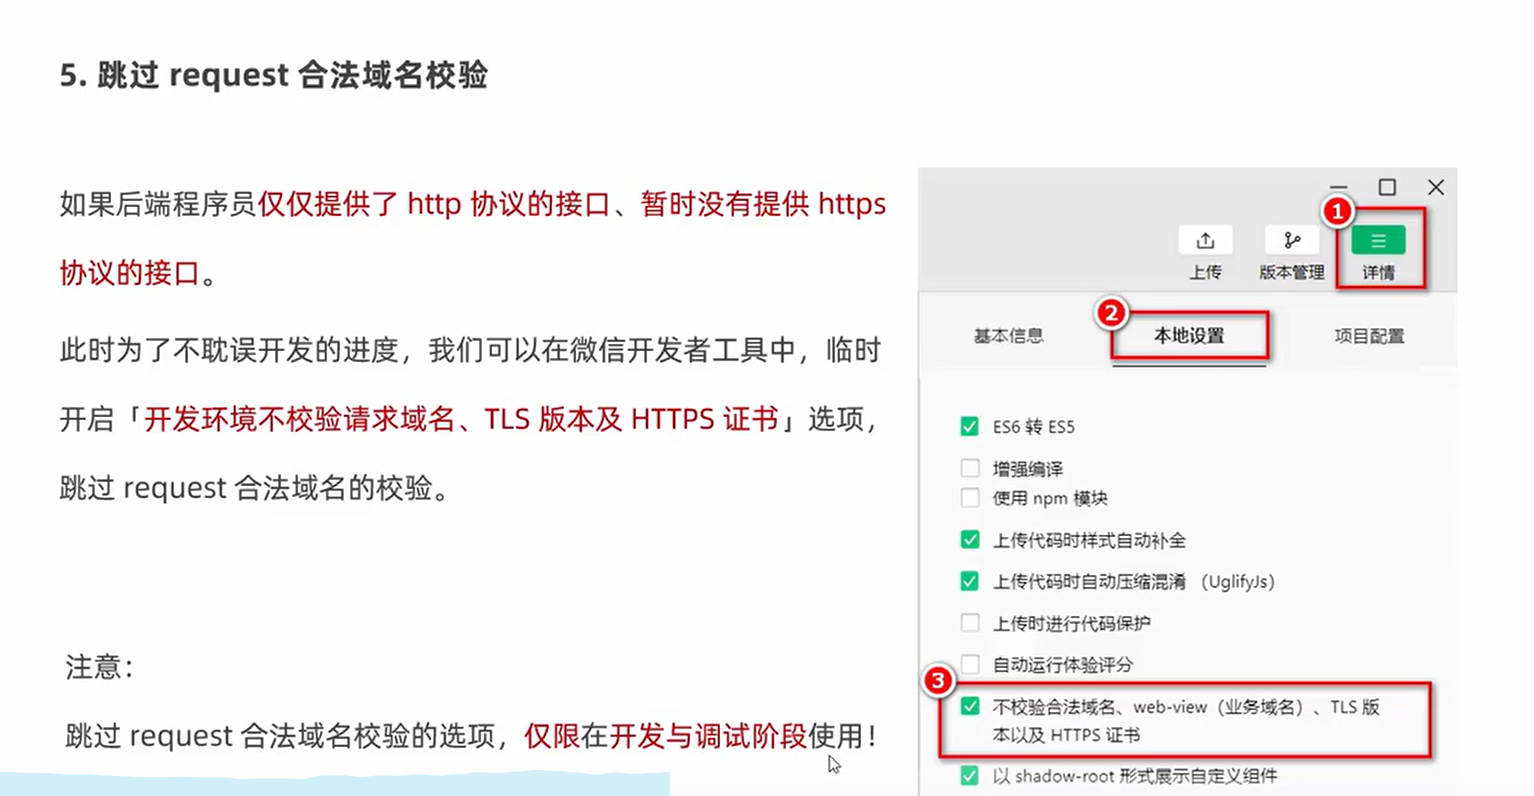 5. 跳过 request 合法域名校验
如果后端程序员仅仅提供了 http 协议的接口、暂时没有提供 https
协议的接口。
此时为了不耽误开发的进度，我们可以在微信开发者工具中，临时
开启「开发环境不校验请求域名、TLS 版本及 HTTPS 证书」选项，
跳过 request 合法域名的校验。
注意：
跳过 request 合法域名校验的选项，仅限在开发与调试阶段使用！
1
上传
版本管理
详情
2
基本信息
本地设置
项目配置
ES6 转 ES5
增强编译
使用 npm 模块
上传代码时样式自动补全
上传代码时自动压缩混淆 （UglifyJs）
上传时进行代码保护
自动运行体验评分
3
不校验合法域名、web-view（业务域名）、TLS 版
本以及 HTTPS 证书
以 shadow-root 形式展示自定义组件